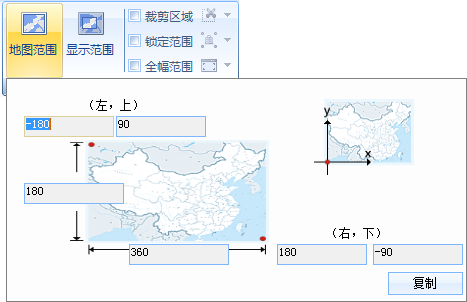 裁剪区域
锁定范围
全幅范围
地图范围
显示范围
(左，上)
-180
90
180
360
y
x
(右，下)
180
-90
复制